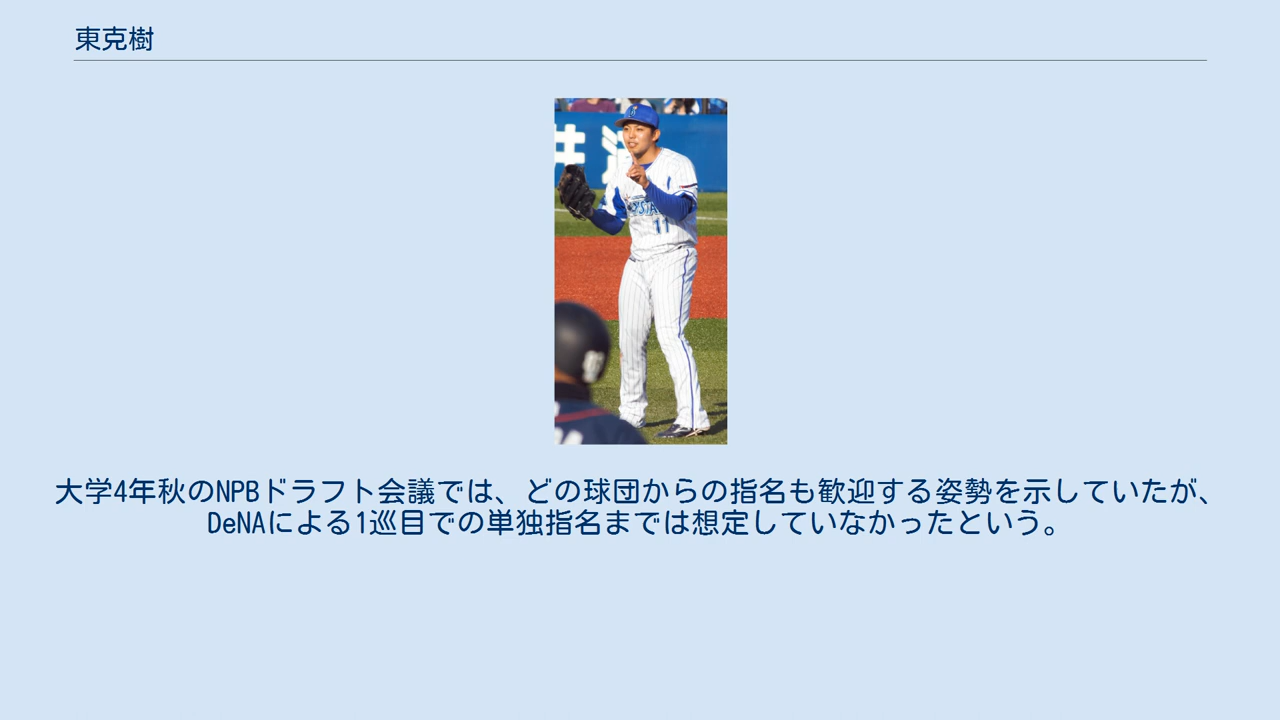 東克樹
11
大学4年秋のNPBドラフト会議では、どの球団からの指名も歓迎する姿勢を示していたが、
DeNAによる1巡目での単独指名までは想定していなかったという。